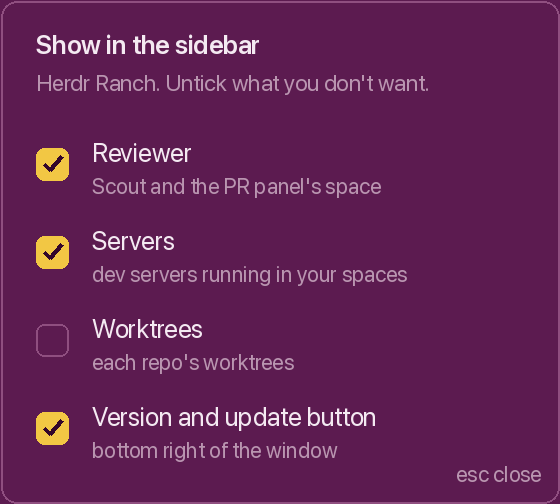 Show in the sidebar
Herdr Ranch. Untick what you don't want.
Reviewer
Scout and the PR panel's space
Servers
dev servers running in your spaces
Worktrees
each repo's worktrees
Version and update button
bottom right of the window
esc close